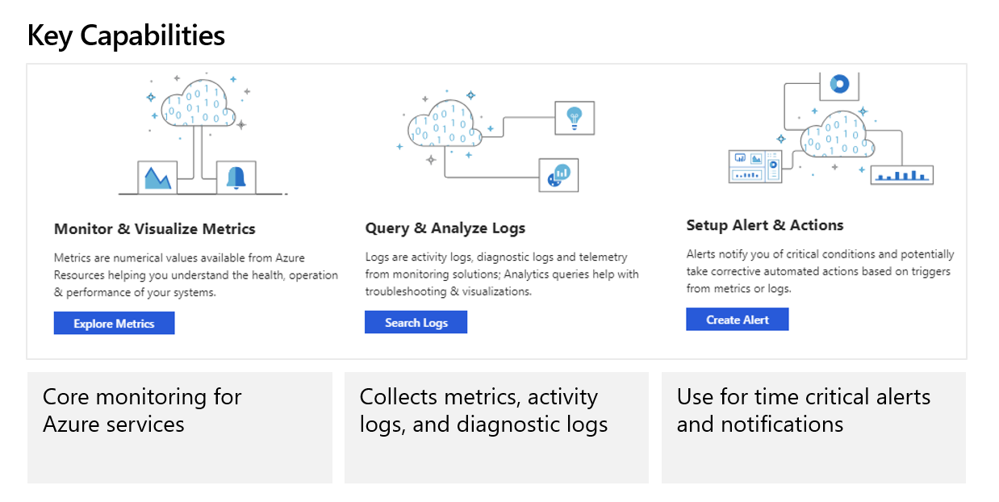 Key Capabilities
Monitor & Visualize Metrics
Metrics are numerical values available from Azure
Resources helping you understand the health, operation
& performance of your systems.
Explore Metrics
Query & Analyze Logs
Logs are activity logs, diagnostic logs and telemetry
from monitoring solutions; Analytics queries help with
troubleshooting & visualizations.
Search Logs
Setup Alert & Actions
Alerts notify you of critical conditions and potentially
take corrective automated actions based on triggers
from metrics or logs.
Create Alert
Core monitoring for
Azure services
Collects metrics, activity
logs, and diagnostic logs
Use for time critical alerts
and notifications